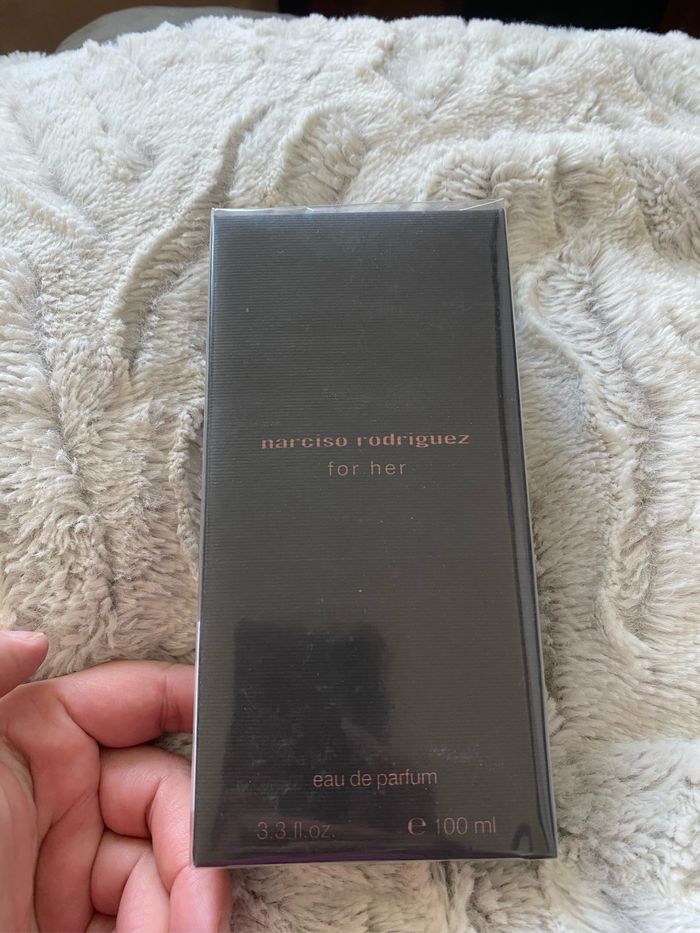 narciso rodriguez
for her
eau de parfum
3.3 fl.oz. e 100 ml